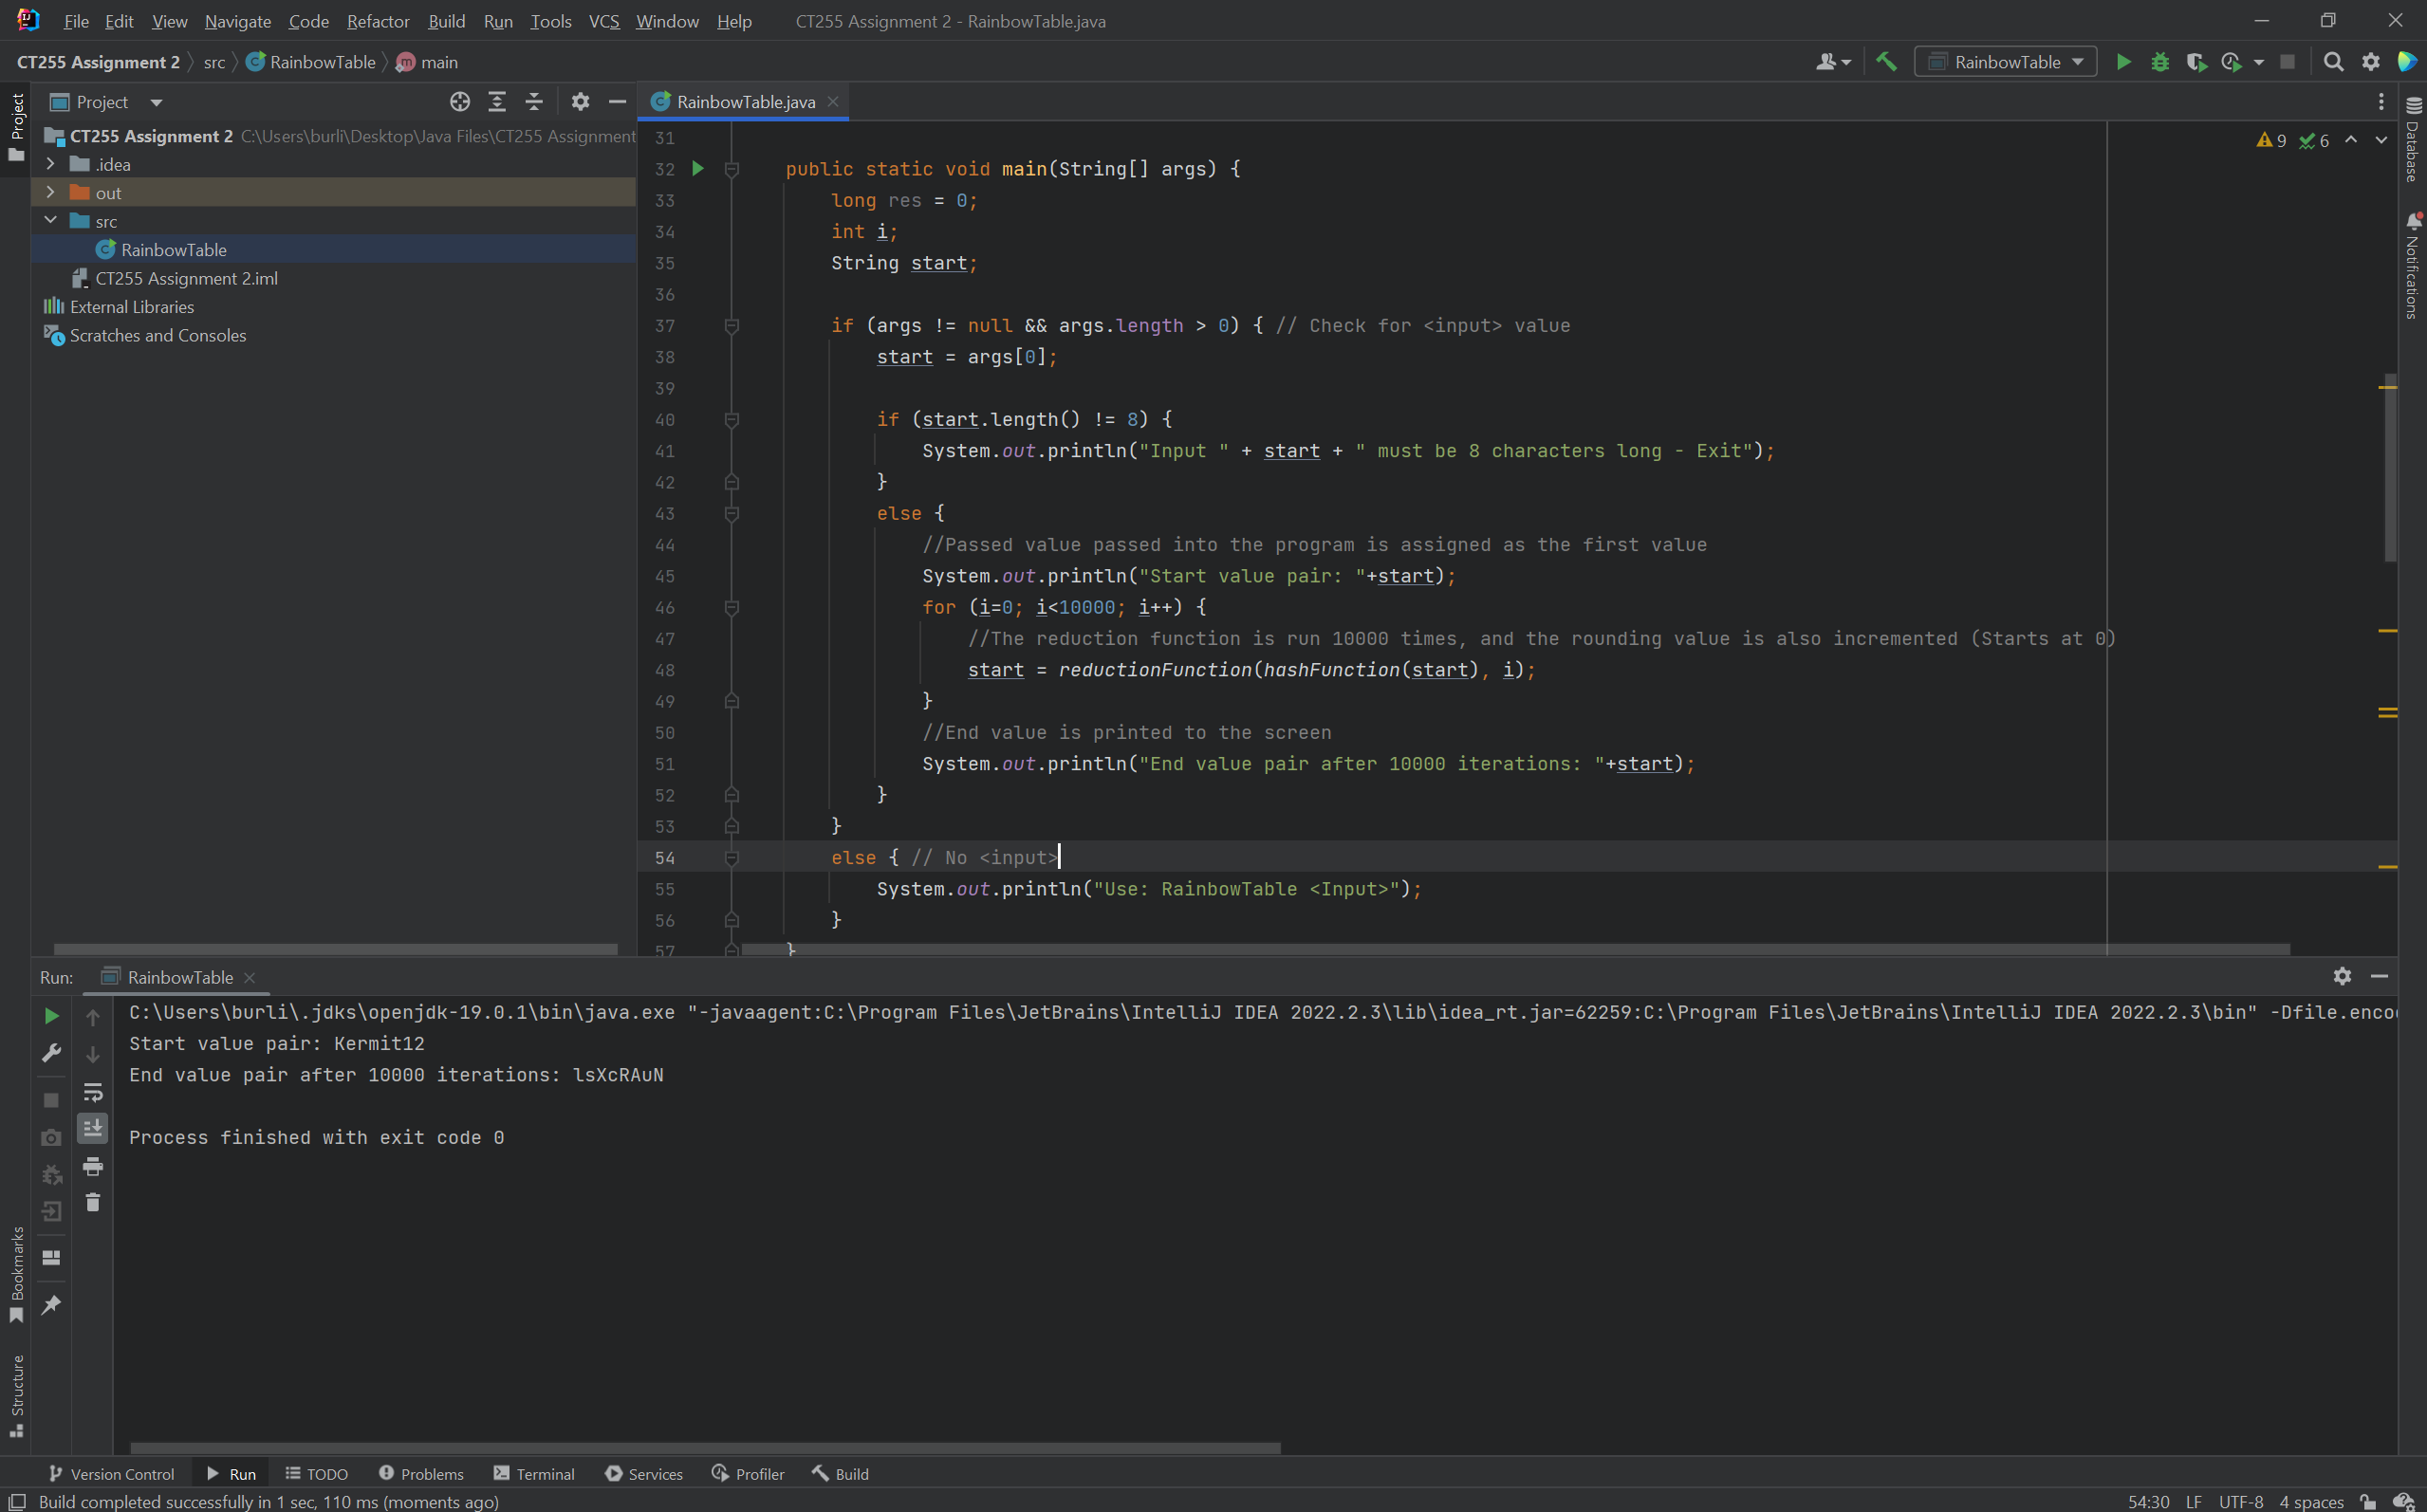 File Edit View Navigate Code Refactor Build Run Tools VCS Window Help CT255 Assignment 2 - RainbowTable.java
CT255 Assignment 2 src RainbowTable main RainbowTable
Project RainbowTable.java
Project
CT255 Assignment 2 C:\Users\burli\Desktop\Java Files\CT255 Assignment
.idea
out
src
RainbowTable
CT255 Assignment 2.iml
External Libraries
Scratches and Consoles
9 6
Database
Notifications
31
32 public static void main(String[] args) {
33 long res = 0;
34 int i;
35 String start;
36
37 if (args != null && args.length > 0) { // Check for <input> value
38 start = args[0];
39
40 if (start.length() != 8) {
41 System.out.println("Input " + start + " must be 8 characters long - Exit");
42 }
43 else {
44 //Passed value passed into the program is assigned as the first value
45 System.out.println("Start value pair: "+start);
46 for (i=0; i<10000; i++) {
47 //The reduction function is run 10000 times, and the rounding value is also incremented (Starts at 0)
48 start = reductionFunction(hashFunction(start), i);
49 }
50 //End value is printed to the screen
51 System.out.println("End value pair after 10000 iterations: "+start);
52 }
53 }
54 else { // No <input>
55 System.out.println("Use: RainbowTable <Input>");
56 }
57 }
Run: RainbowTable
C:\Users\burli\.jdks\openjdk-19.0.1\bin\java.exe "-javaagent:C:\Program Files\JetBrains\IntelliJ IDEA 2022.2.3\lib\idea_rt.jar=62259:C:\Program Files\JetBrains\IntelliJ IDEA 2022.2.3\bin" -Dfile.enco
Start value pair: Kermit12
End value pair after 10000 iterations: lsXcRAuN
Process finished with exit code 0
Bookmarks
Structure
Version Control Run TODO Problems Terminal Services Profiler Build
Build completed successfully in 1 sec, 110 ms (moments ago) 54:30 LF UTF-8 4 spaces